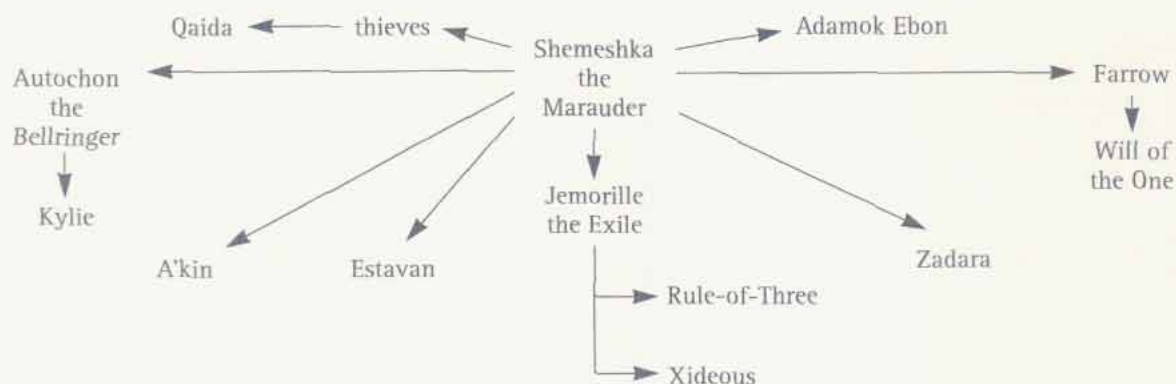 Qaida
thieves
Shemeshka
the
Marauder
Adamok Ebon
Autochon
the
Bellringer
Farrow
Kylie
Will of
the One
Jemorille
the Exile
A'kin
Estavan
Zadara
Rule-of-Three
Xideous